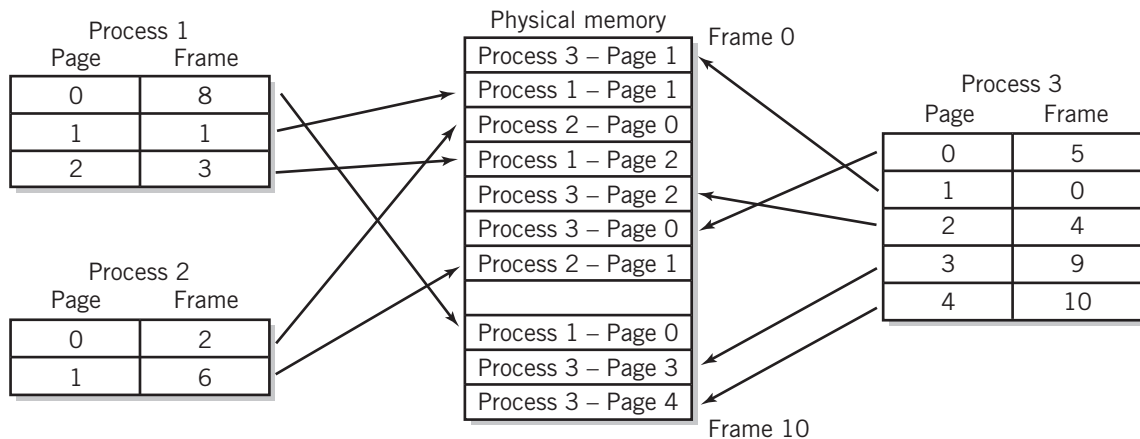 Process 1
Page Frame
0 8
1 1
2 3
Process 2
Page Frame
0 2
1 6
Physical memory
Frame 0
Process 3 – Page 1
Process 1 – Page 1
Process 2 – Page 0
Process 1 – Page 2
Process 3 – Page 2
Process 3 – Page 0
Process 2 – Page 1
Process 1 – Page 0
Process 3 – Page 3
Process 3 – Page 4
Frame 10
Process 3
Page Frame
0 5
1 0
2 4
3 9
4 10